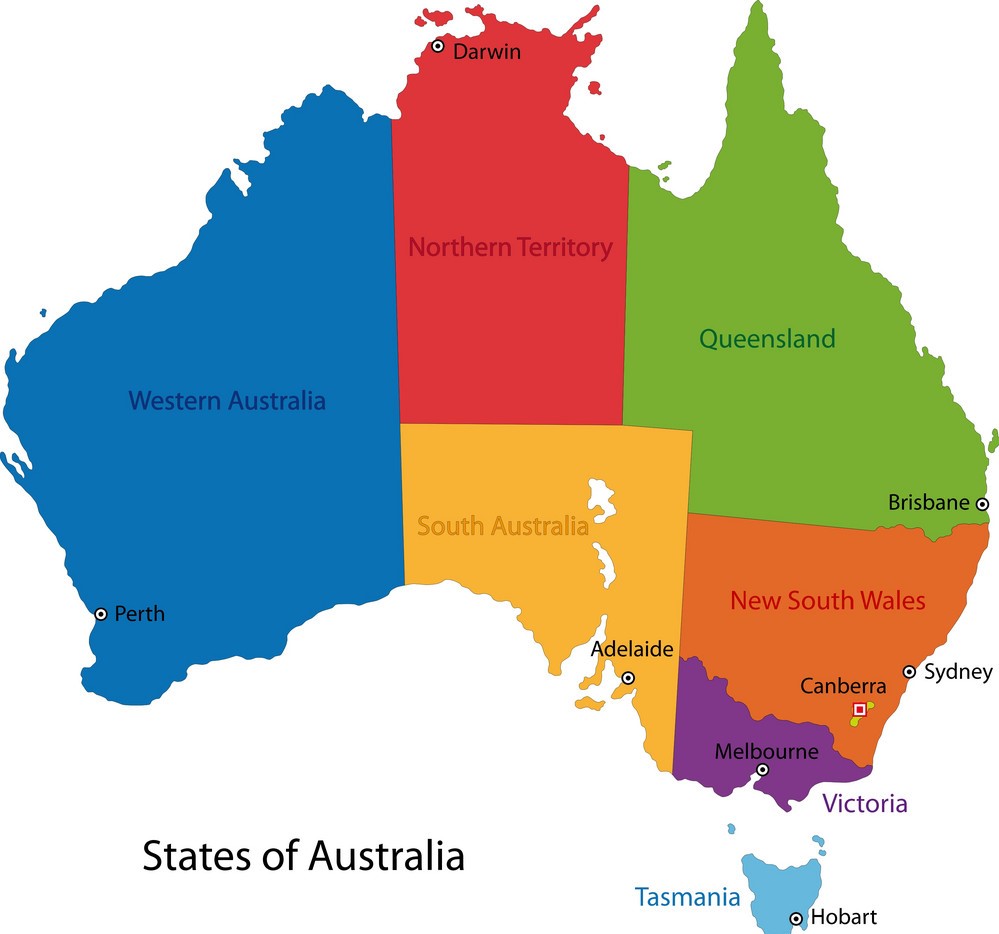 Darwin
Northern Territory
Queensland
Western Australia
Brisbane
South Australia
New South Wales
Perth
Adelaide
Sydney
Canberra
Melbourne
Victoria
States of Australia
Tasmania
Hobart